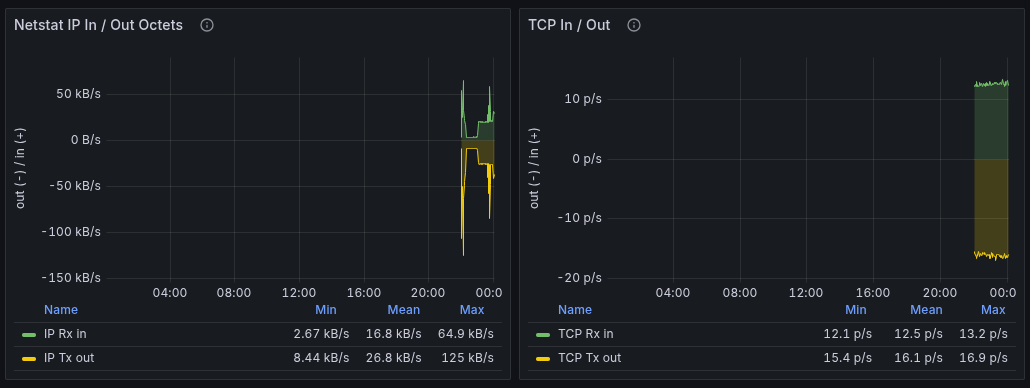 Netstat IP In / Out Octets
out (-) / in (+)
50 kB/s
0 B/s
-50 kB/s
-100 kB/s
-150 kB/s
04:00 08:00 12:00 16:00 20:00 00:0
Name Min Mean Max
IP Rx in 2.67 kB/s 16.8 kB/s 64.9 kB/s
IP Tx out 8.44 kB/s 26.8 kB/s 125 kB/s
TCP In / Out
out (-) / in (+)
10 p/s
0 p/s
-10 p/s
-20 p/s
04:00 08:00 12:00 16:00 20:00 00:0
Name Min Mean Max
TCP Rx in 12.1 p/s 12.5 p/s 13.2 p/s
TCP Tx out 15.4 p/s 16.1 p/s 16.9 p/s